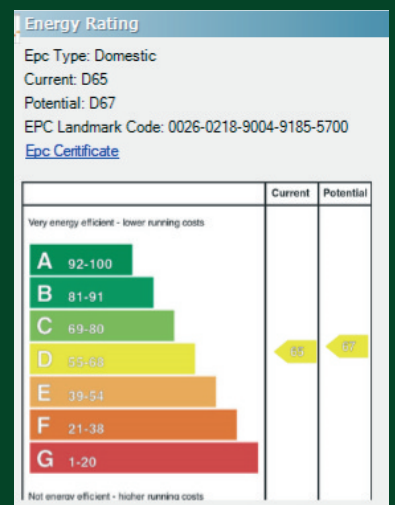 Energy Rating
Epc Type: Domestic
Current: D65
Potential: D67
EPC Landmark Code: 0026-0218-9004-9185-5700
Epc Certificate
Current Potential
Very energy efficient - lower running costs
A 92-100
B 81-91
C 69-80
D 55-68
65 67
E 39-54
F 21-38
G 1-20
Not energy efficient - higher running costs